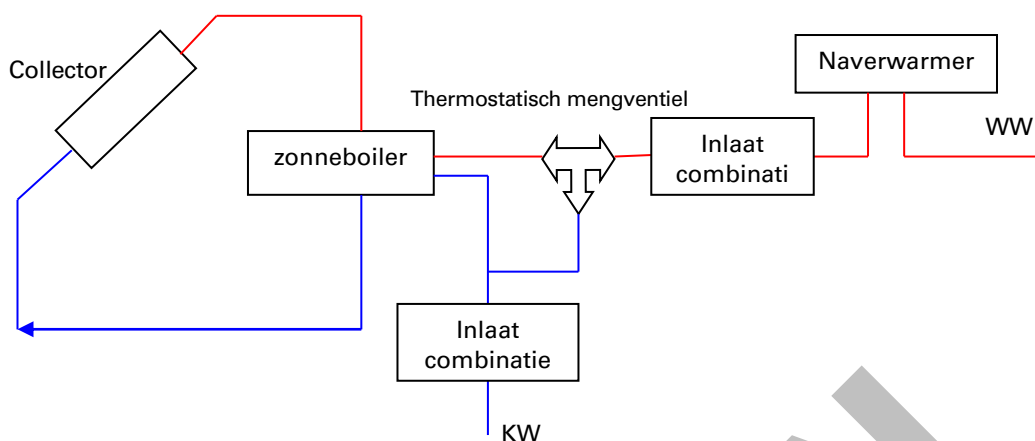 Collector
Naverwarmer
Thermostatisch mengventiel
WW
zonneboiler
Inlaat
combinati
Inlaat
combinatie
KW